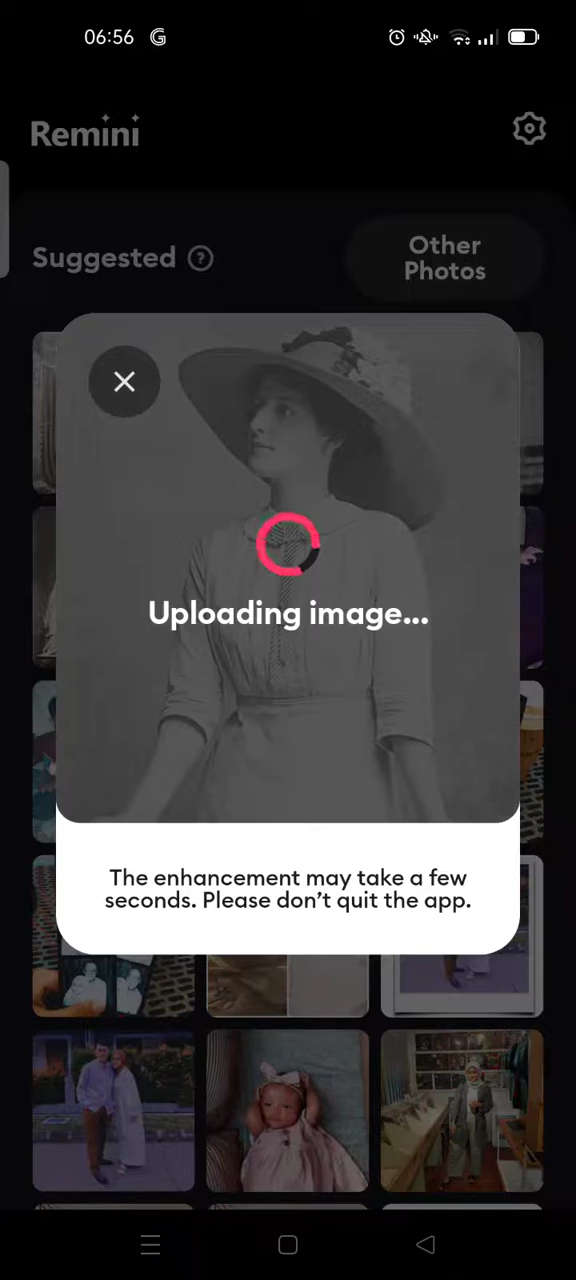 06:56
Remini
Suggested ?
Other
Photos
Uploading image...
The enhancement may take a few
seconds. Please don't quit the app.